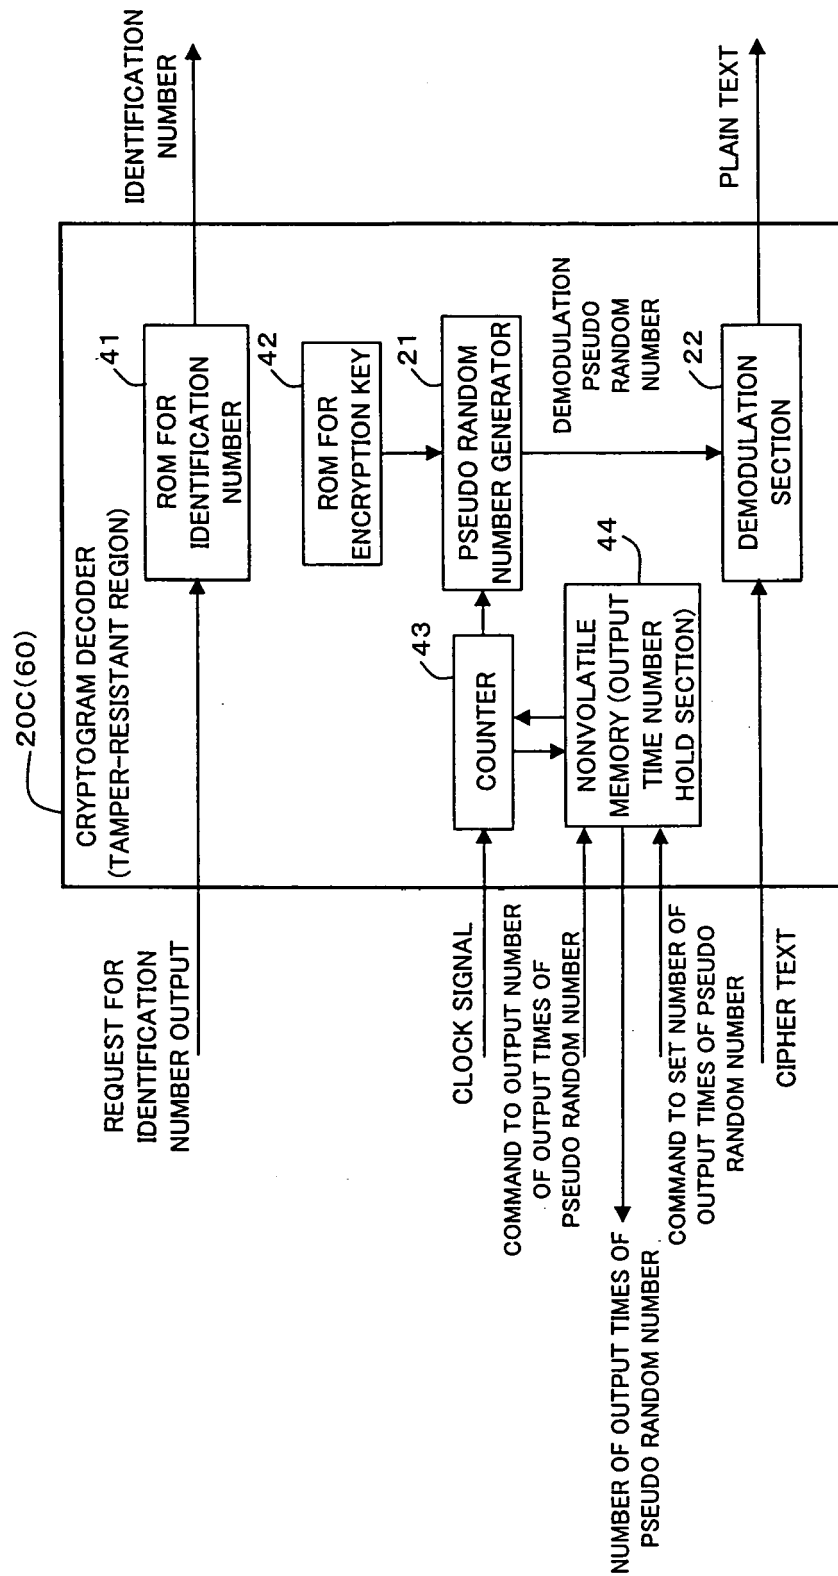 20C(60)
CRYPTOGRAM DECODER
(TAMPER-RESISTANT REGION)
REQUEST FOR
IDENTIFICATION
NUMBER OUTPUT
41
ROM FOR
IDENTIFICATION
NUMBER
IDENTIFICATION
NUMBER
42
ROM FOR
ENCRYPTION KEY
CLOCK SIGNAL
43
COUNTER
21
PSEUDO RANDOM
NUMBER GENERATOR
COMMAND TO OUTPUT NUMBER
OF OUTPUT TIMES OF
PSEUDO RANDOM NUMBER
44
NONVOLATILE
MEMORY (OUTPUT
TIME NUMBER
HOLD SECTION)
DEMODULATION
PSEUDO
RANDOM
NUMBER
NUMBER OF OUTPUT TIMES OF
PSEUDO RANDOM NUMBER
COMMAND TO SET NUMBER OF
OUTPUT TIMES OF PSEUDO
RANDOM NUMBER
CIPHER TEXT
22
DEMODULATION
SECTION
PLAIN TEXT